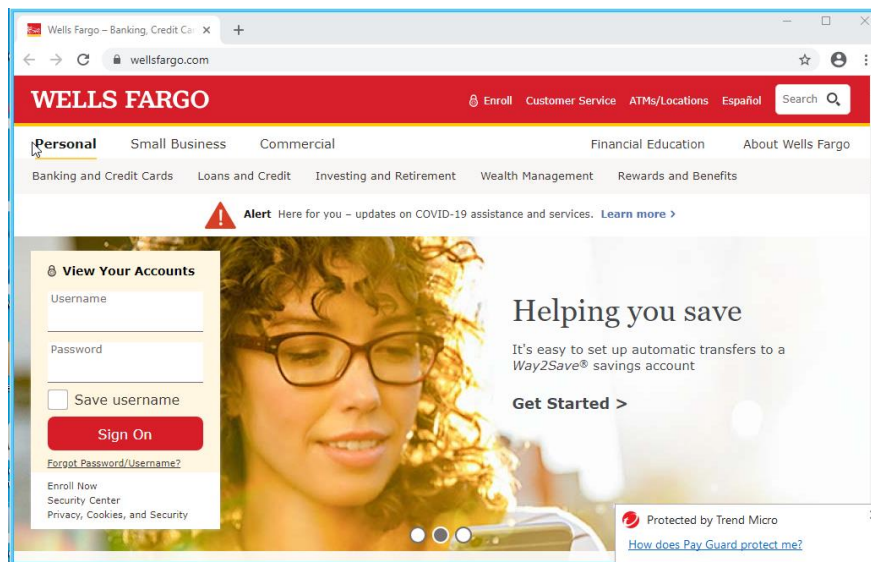 Wells Fargo – Banking, Credit Ca
wellsfargo.com
WELLS FARGO
Enroll Customer Service ATMs/Locations Español Search
Personal Small Business Commercial Financial Education About Wells Fargo
Banking and Credit Cards Loans and Credit Investing and Retirement Wealth Management Rewards and Benefits
Alert Here for you – updates on COVID-19 assistance and services. Learn more >
View Your Accounts
Username
Password
Save username
Sign On
Forgot Password/Username?
Enroll Now
Security Center
Privacy, Cookies, and Security
Helping you save
It's easy to set up automatic transfers to a
Way2Save® savings account
Get Started >
Protected by Trend Micro
How does Pay Guard protect me?